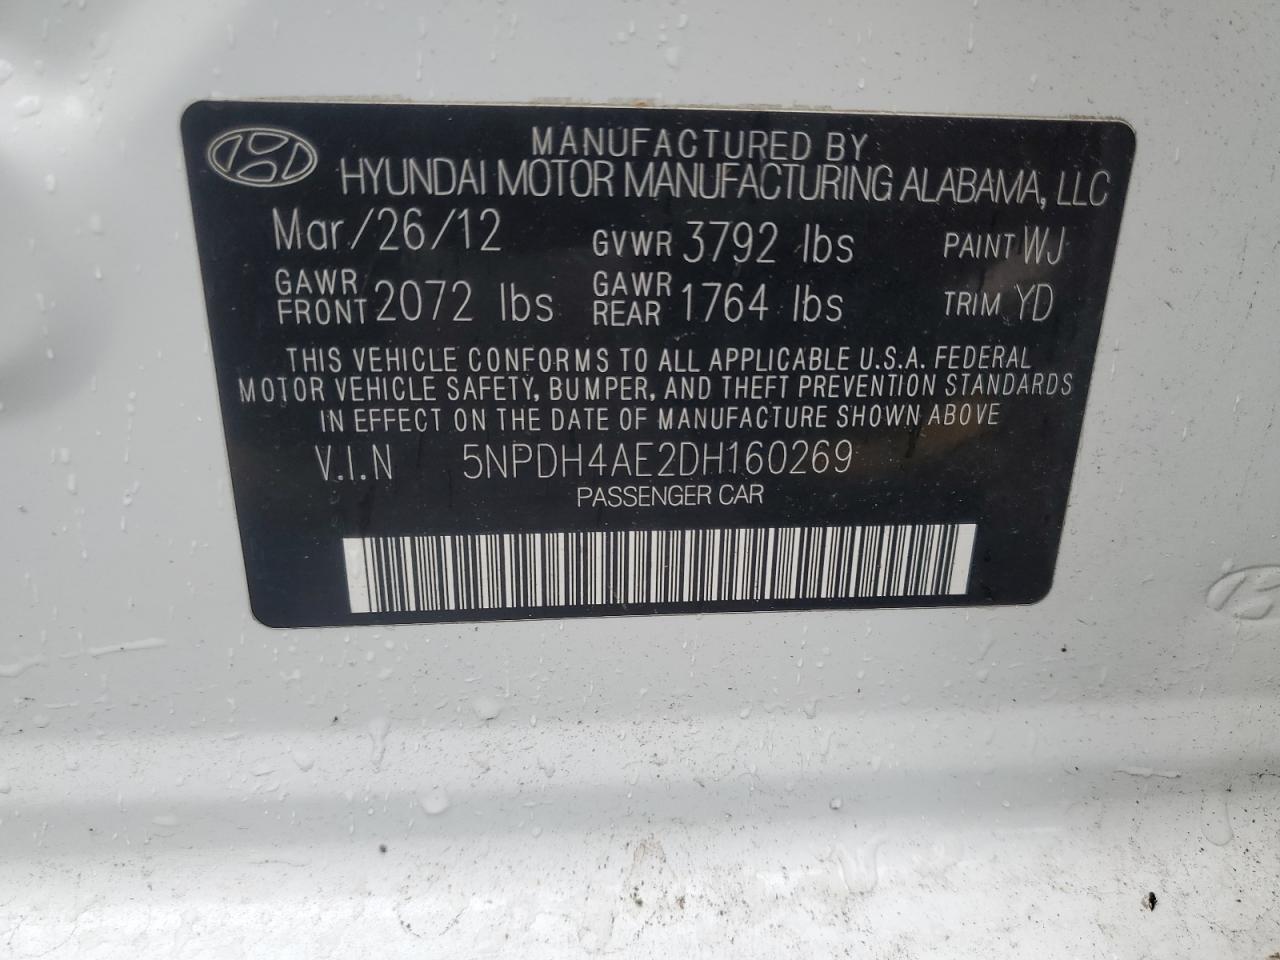 MANUFACTURED BY
HYUNDAI MOTOR MANUFACTURING ALABAMA, LLC
Mar/26/12 GVWR 3792 lbs PAINT WJ
GAWR FRONT 2072 lbs GAWR REAR 1764 lbs TRIM YD
THIS VEHICLE CONFORMS TO ALL APPLICABLE U.S.A. FEDERAL
MOTOR VEHICLE SAFETY, BUMPER, AND THEFT PREVENTION STANDARDS
IN EFFECT ON THE DATE OF MANUFACTURE SHOWN ABOVE
V.I.N 5NPDH4AE2DH160269
PASSENGER CAR